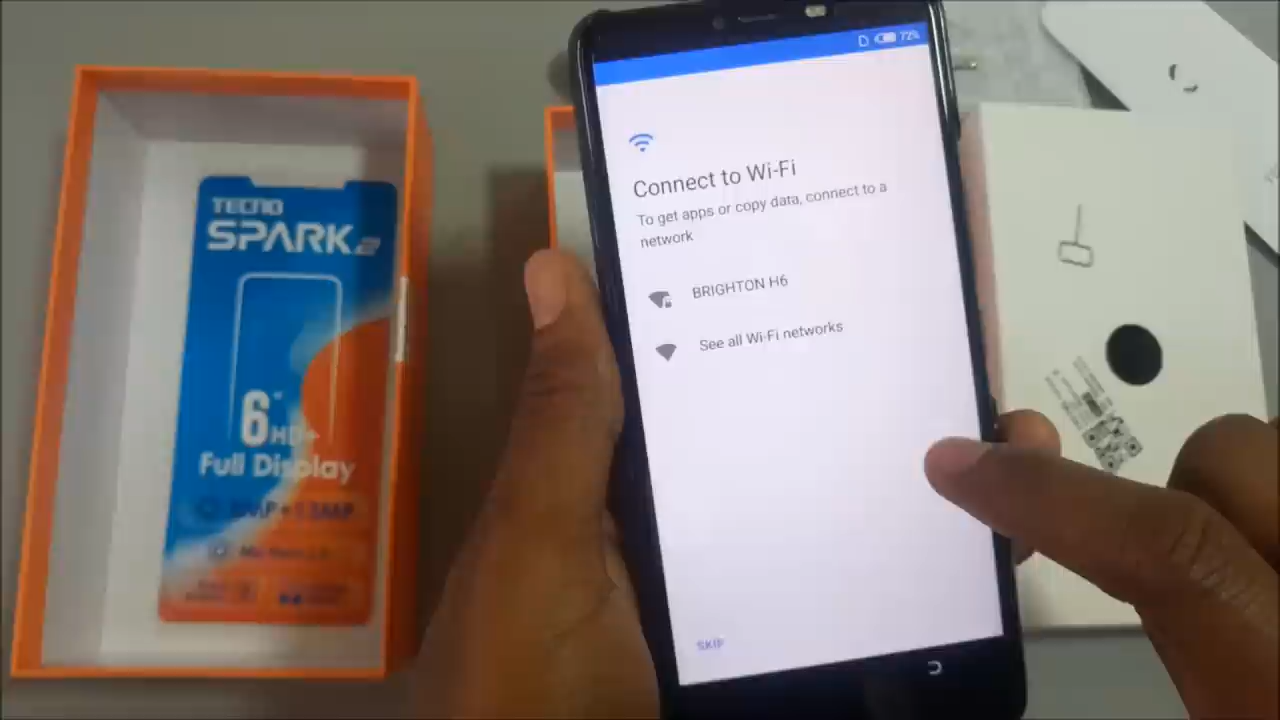 TECNO
SPARK 2
6" HD+
Full Display
72%
Connect to Wi-Fi
To get apps or copy data, connect to a
network
BRIGHTON H6
See all Wi-Fi networks
SKIP